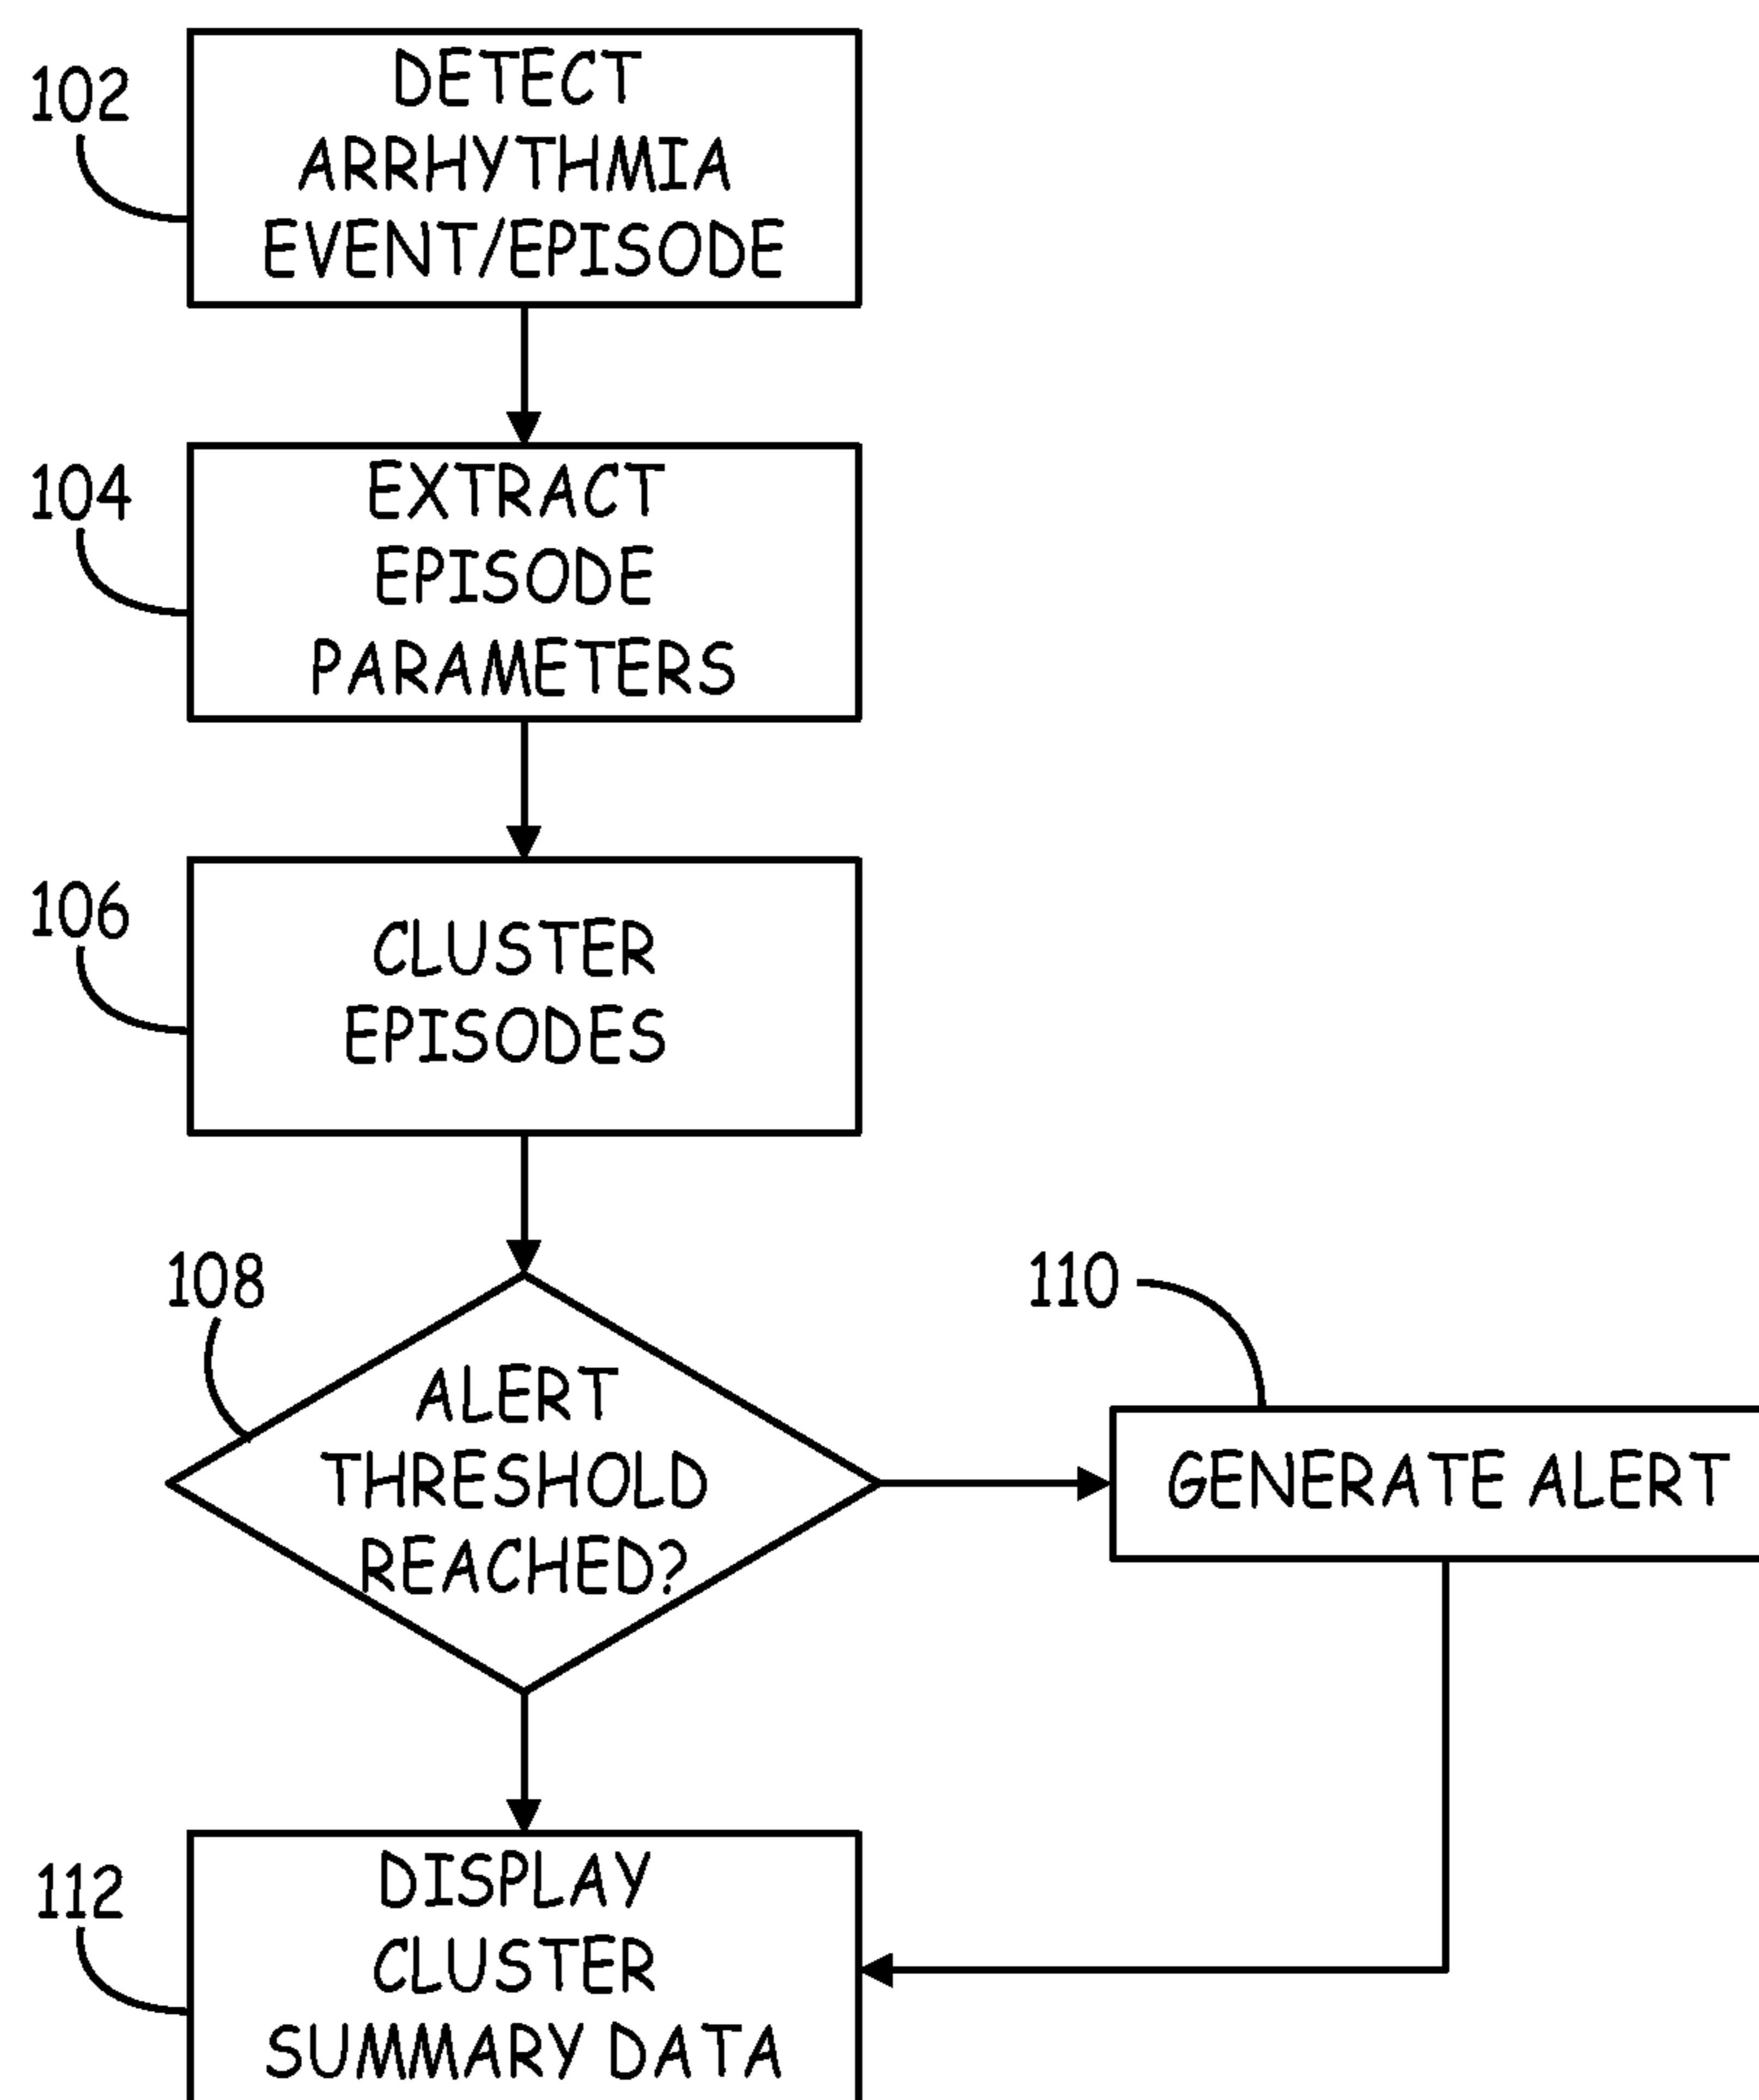 102
DETECT
ARRHYTHMIA
EVENT/EPISODE
104
EXTRACT
EPISODE
PARAMETERS
106
CLUSTER
EPISODES
108
ALERT
THRESHOLD
REACHED?
110
GENERATE ALERT
112
DISPLAY
CLUSTER
SUMMARY DATA